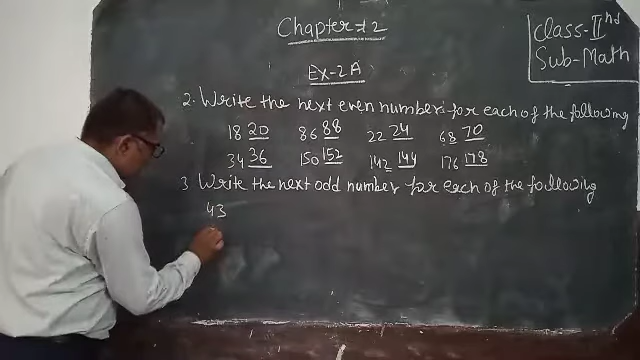 Chapter-2
Class-II nd
Sub-Math
Ex-2A
2. Write the next even number for each of the following
18 20 86 88 22 24 68 70
34 36 150 152 142 144 176 178
3 Write the next odd number for each of the following
43